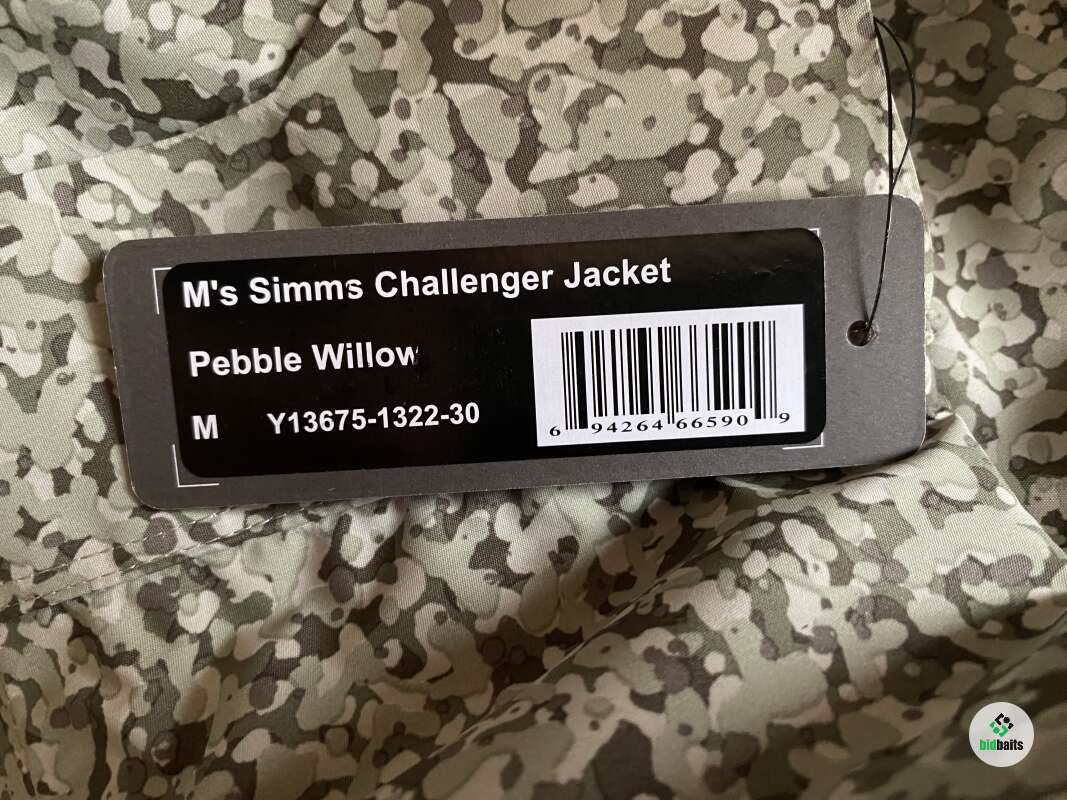 M's Simms Challenger Jacket
Pebble Willow
M Y13675-1322-30
6 94264 66590 9
bidbaits